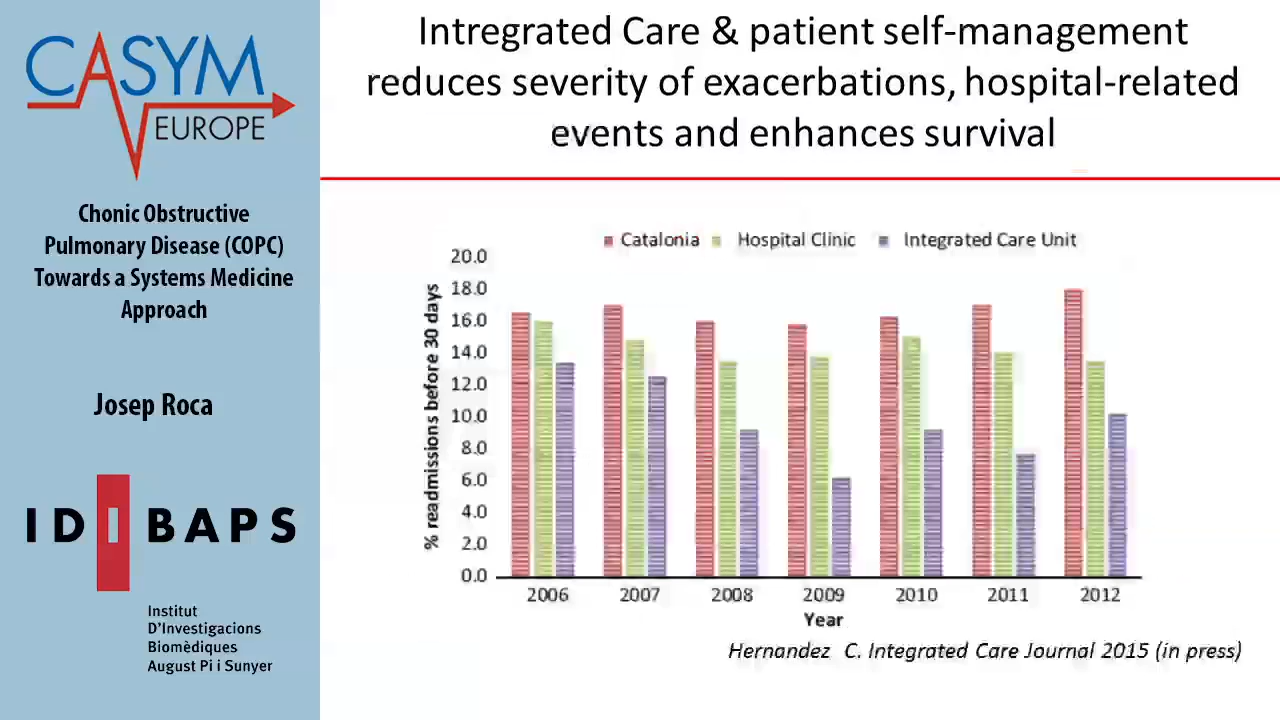 CASYM
EUROPE
Chonic Obstructive
Pulmonary Disease (COPC)
Towards a Systems Medicine
Approach
Josep Roca
IDIBAPS
Institut
D'Investigacions
Biomèdiques
August Pi i Sunyer
Intregrated Care & patient self-management
reduces severity of exacerbations, hospital-related
events and enhances survival
Catalonia Hospital Clinic Integrated Care Unit
% readmissions before 30 days
20.0
18.0
16.0
14.0
12.0
10.0
8.0
6.0
4.0
2.0
0.0
2006 2007 2008 2009 2010 2011 2012
Year
Hernandez C. Integrated Care Journal 2015 (in press)